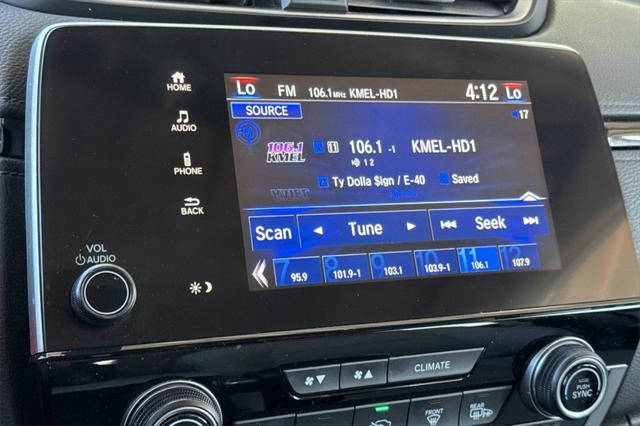 HOME
AUDIO
PHONE
BACK
VOL
AUDIO
Lo FM 106.1MHz KMEL-HD1 4:12 Lo
SOURCE
17
106.1
KMEL
106.1 -1 KMEL-HD1
1 2
Ty Dolla $ign / E-40 Saved
Scan Tune Seek
7 8 9 10 11 12
95.9 101.9-1 103.1 103.9-1 106.1 107.9
CLIMATE
FRONT
REAR
PUSH
SYNC